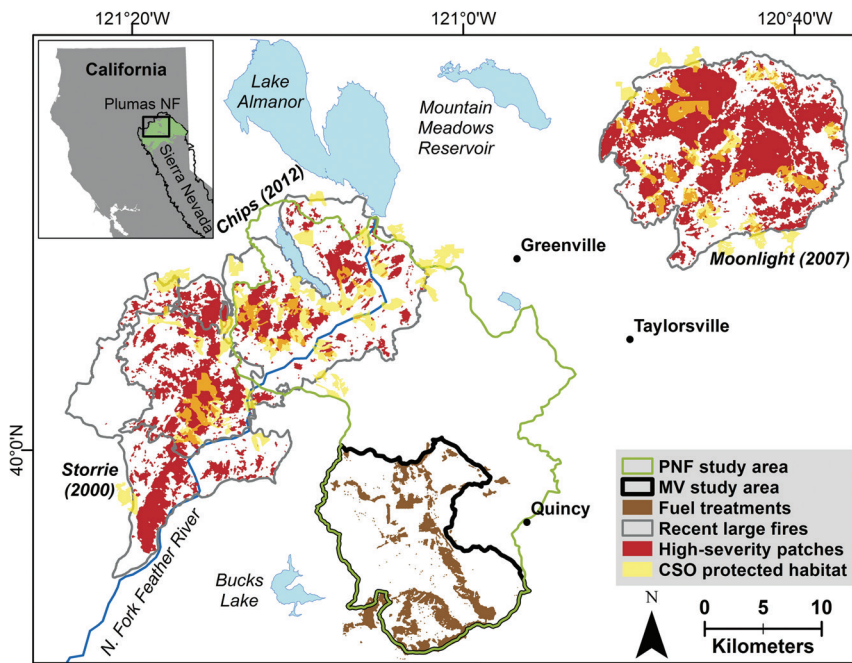 121°20'W
121°0'W
120°40'W
California
Plumas NF
Sierra Nevada
Lake
Almanor
Mountain
Meadows
Reservoir
Chips (2012)
Greenville
Moonlight (2007)
Taylorsville
40°0'N
Storrie
(2000)
N. Fork Feather River
Bucks
Lake
Quincy
PNF study area
MV study area
Fuel treatments
Recent large fires
High-severity patches
CSO protected habitat
N
0 5 10
Kilometers